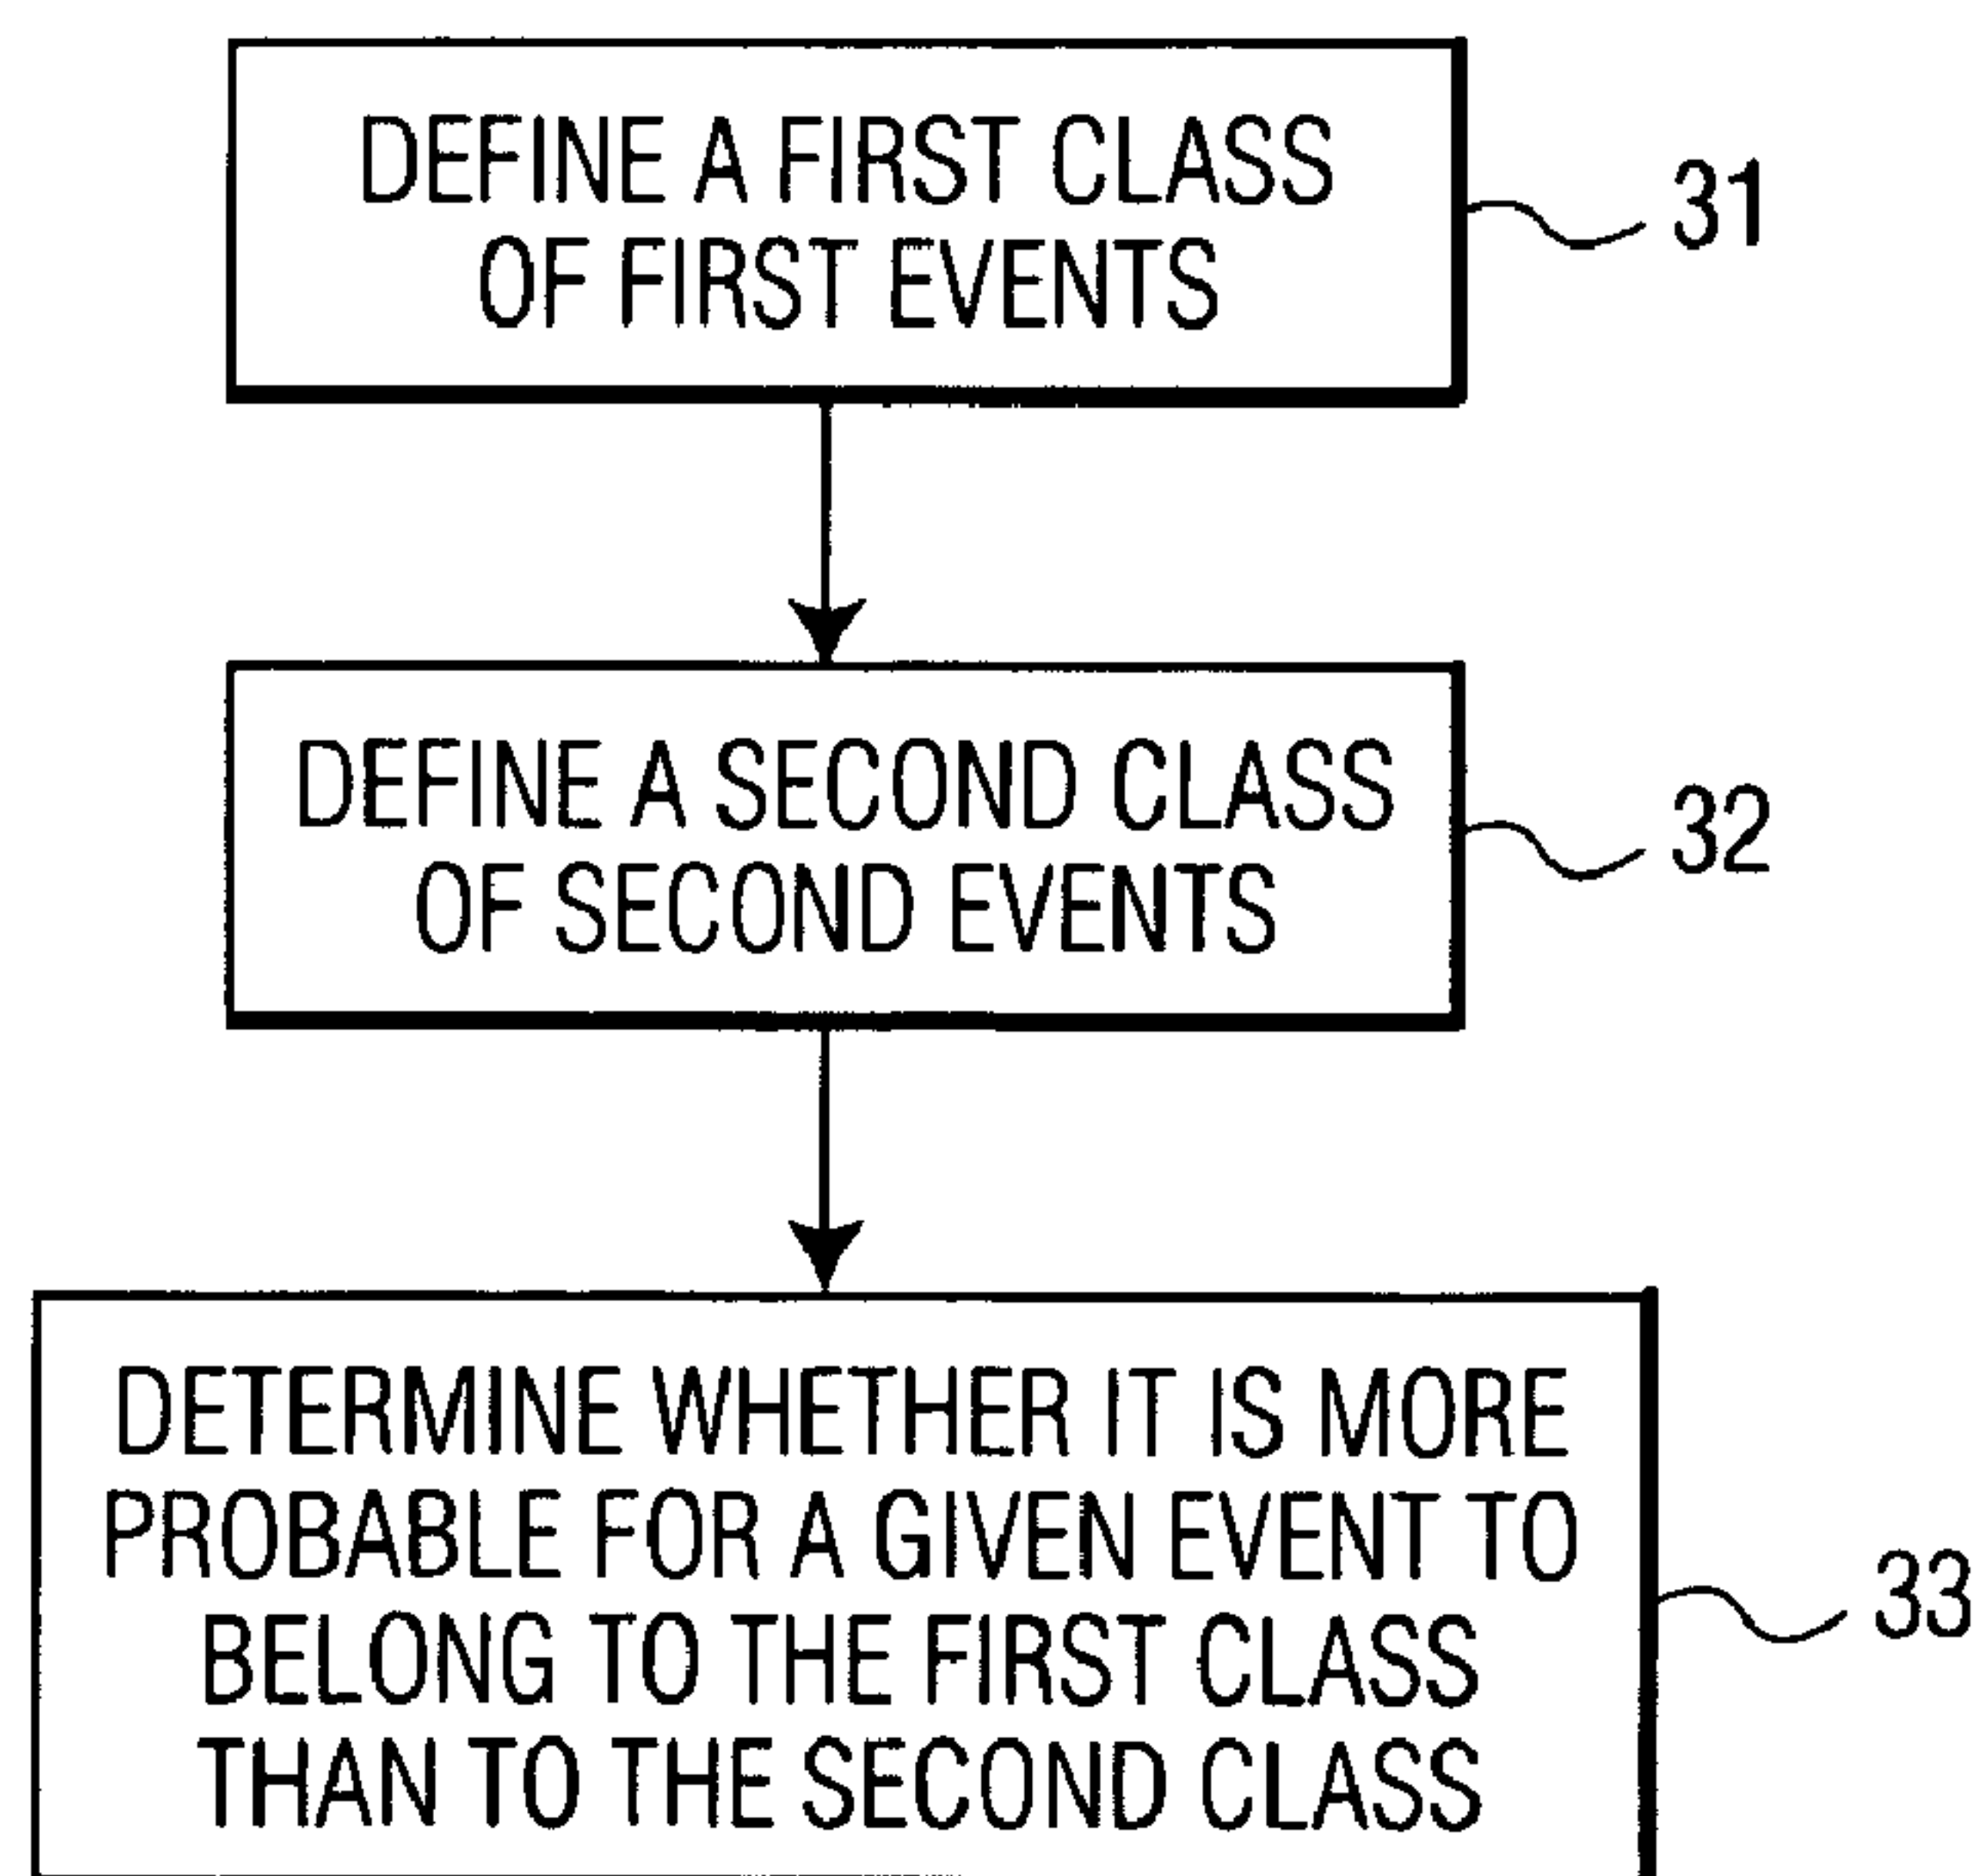 DEFINE A FIRST CLASS
OF FIRST EVENTS
31
DEFINE A SECOND CLASS
OF SECOND EVENTS
32
DETERMINE WHETHER IT IS MORE
PROBABLE FOR A GIVEN EVENT TO
BELONG TO THE FIRST CLASS
THAN TO THE SECOND CLASS
33